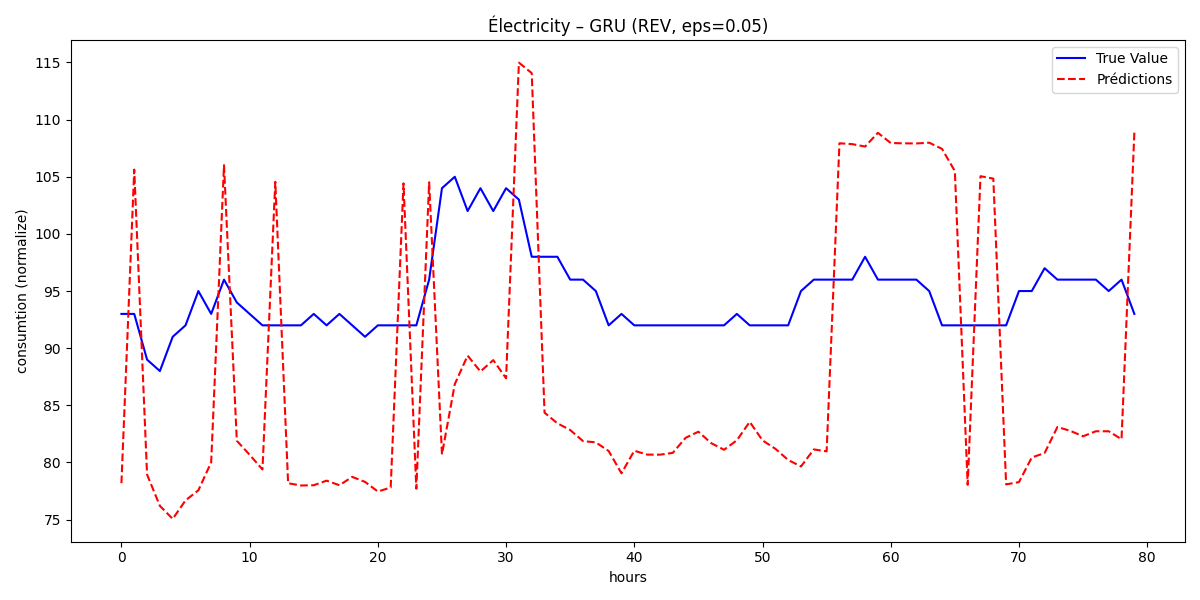 Électricity – GRU (REV, eps=0.05)
True Value
Prédictions
consumtion (normalize)
115
110
105
100
95
90
85
80
75
0 10 20 30 40 50 60 70 80
hours